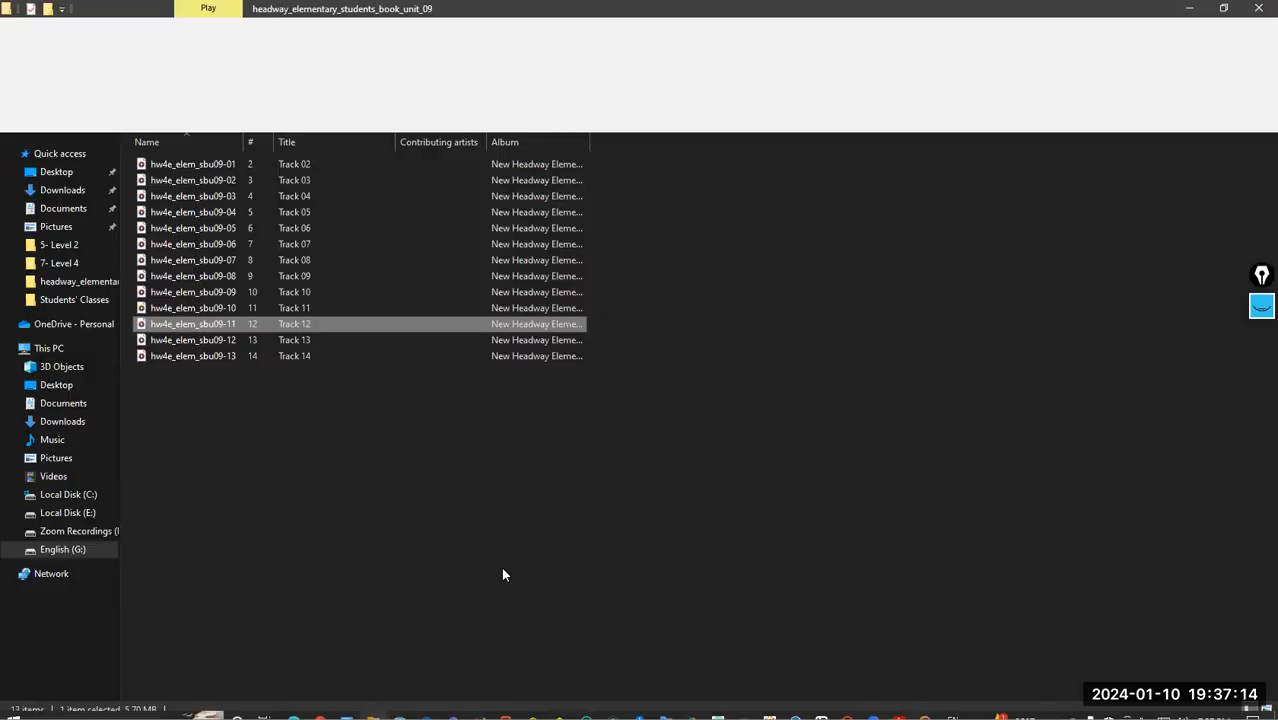 Play headway_elementary_students_book_unit_09
Name # Title Contributing artists Album
hw4e_elem_sbu09-01 2 Track 02 New Headway Eleme...
hw4e_elem_sbu09-02 3 Track 03 New Headway Eleme...
hw4e_elem_sbu09-03 4 Track 04 New Headway Eleme...
hw4e_elem_sbu09-04 5 Track 05 New Headway Eleme...
hw4e_elem_sbu09-05 6 Track 06 New Headway Eleme...
hw4e_elem_sbu09-06 7 Track 07 New Headway Eleme...
hw4e_elem_sbu09-07 8 Track 08 New Headway Eleme...
hw4e_elem_sbu09-08 9 Track 09 New Headway Eleme...
hw4e_elem_sbu09-09 10 Track 10 New Headway Eleme...
hw4e_elem_sbu09-10 11 Track 11 New Headway Eleme...
hw4e_elem_sbu09-11 12 Track 12 New Headway Eleme...
hw4e_elem_sbu09-12 13 Track 13 New Headway Eleme...
hw4e_elem_sbu09-13 14 Track 14 New Headway Eleme...
Quick access
Desktop
Downloads
Documents
Pictures
5- Level 2
7- Level 4
headway_elementar
Students' Classes
OneDrive - Personal
This PC
3D Objects
Desktop
Documents
Downloads
Music
Pictures
Videos
Local Disk (C:)
Local Disk (E:)
Zoom Recordings (
English (G:)
Network
2024-01-10 19:37:14
13 items 1 item selected 5.70 MB